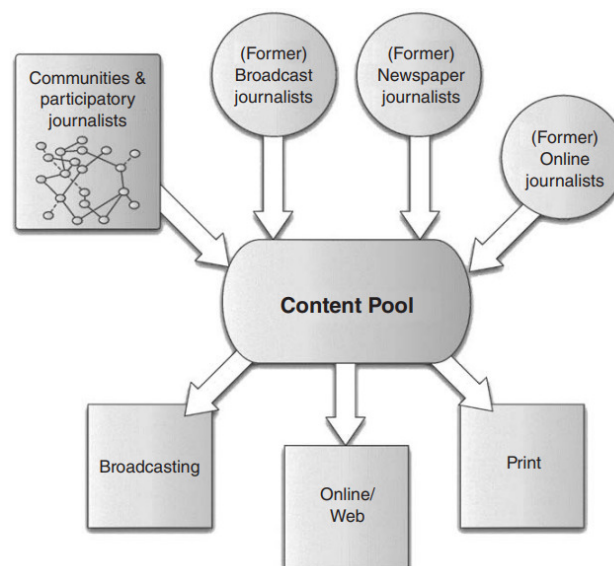 Communities &
participatory
journalists
(Former)
Broadcast
journalists
(Former)
Newspaper
journalists
(Former)
Online
journalists
Content Pool
Broadcasting
Online/
Web
Print